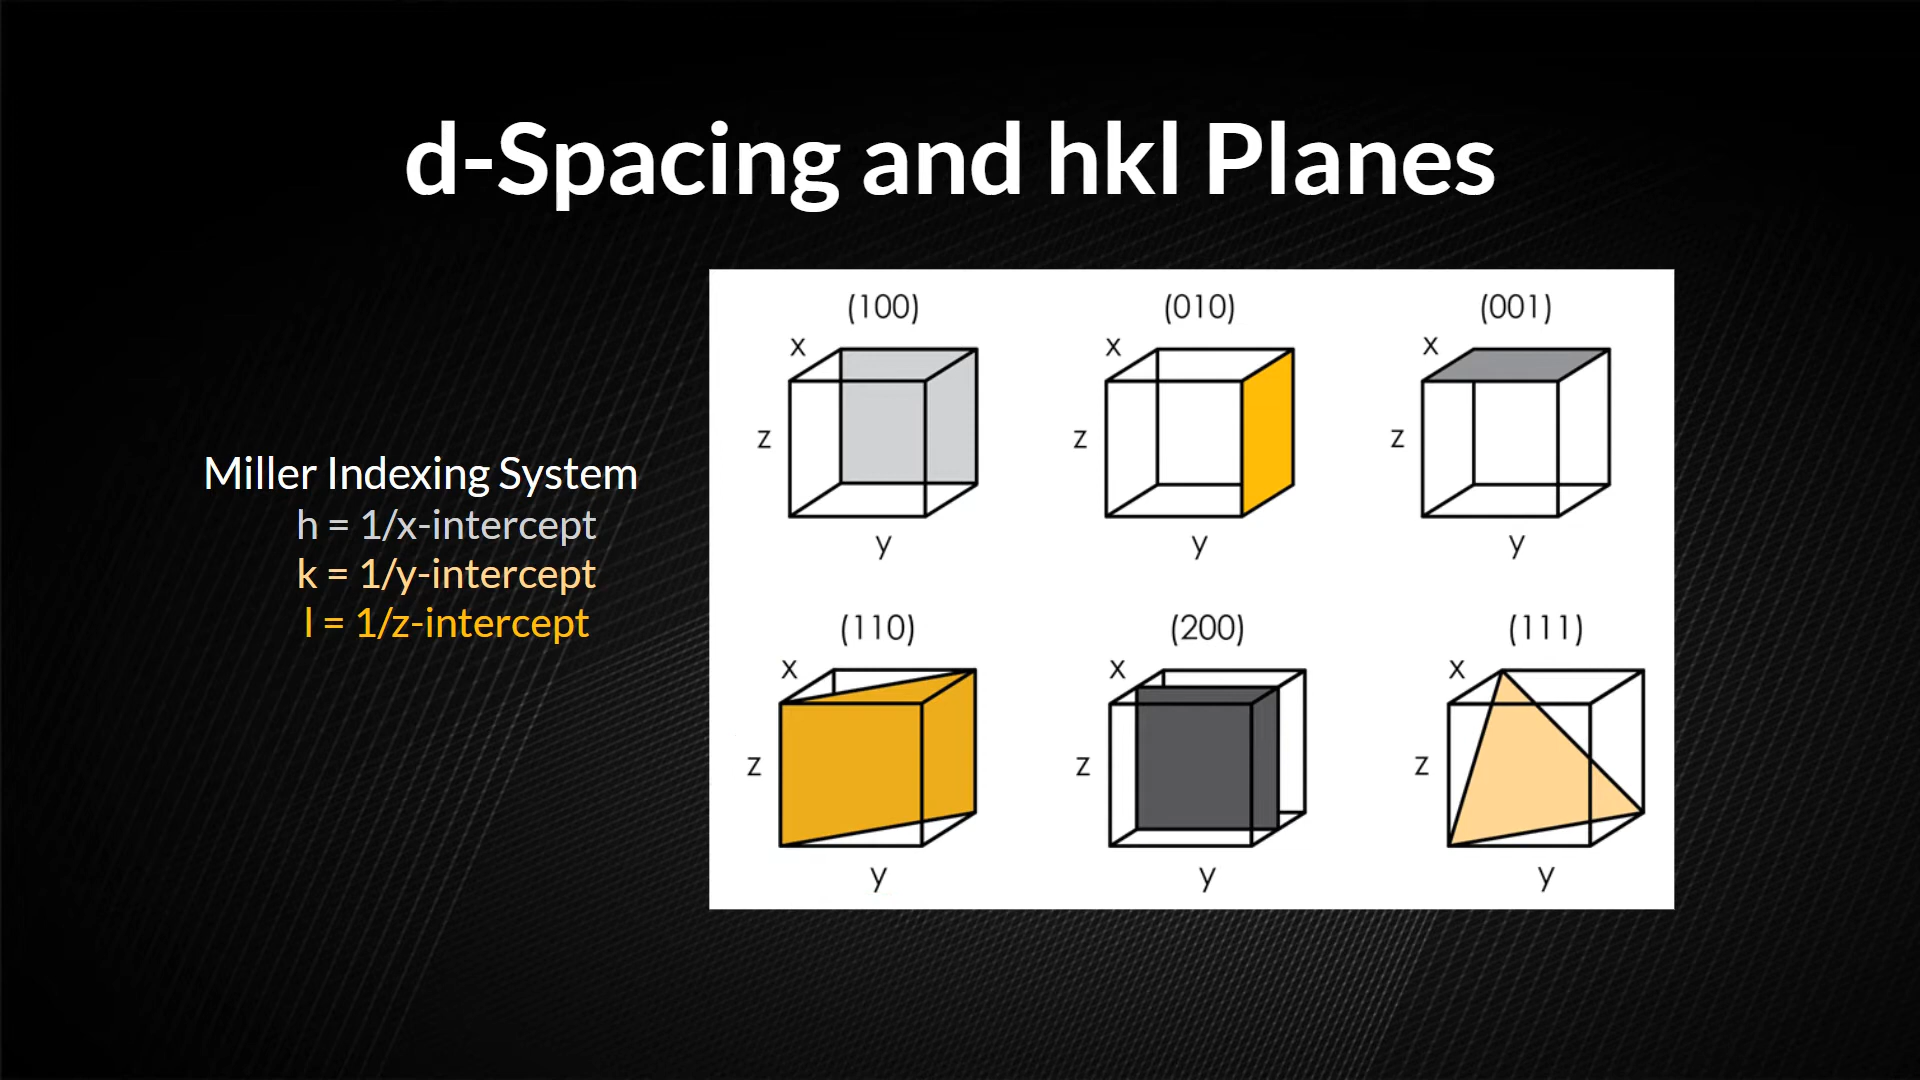 d-Spacing and hkl Planes
Miller Indexing System
h = 1/x-intercept
k = 1/y-intercept
l = 1/z-intercept
(100)
x
z
y
(010)
x
z
y
(001)
x
z
y
(110)
x
z
y
(200)
x
z
y
(111)
x
z
y